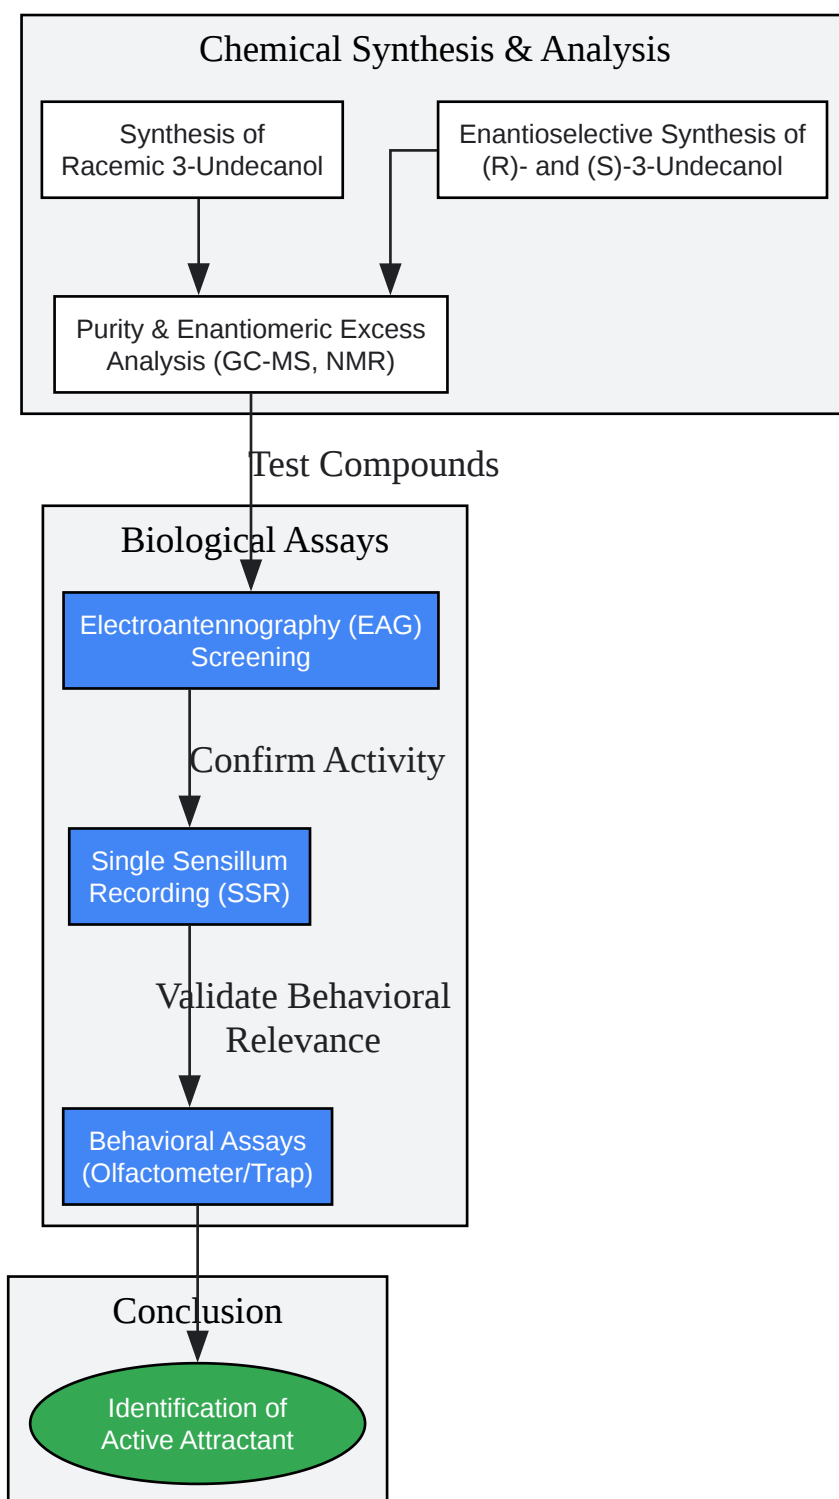 Chemical Synthesis & Analysis
Synthesis of
Racemic 3-Undecanol
Enantioselective Synthesis of
(R)- and (S)-3-Undecanol
Purity & Enantiomeric Excess
Analysis (GC-MS, NMR)
Test Compounds
Biological Assays
Electroantennography (EAG)
Screening
Confirm Activity
Single Sensillum
Recording (SSR)
Validate Behavioral
Relevance
Behavioral Assays
(Olfactometer/Trap)
Conclusion
Identification of
Active Attractant